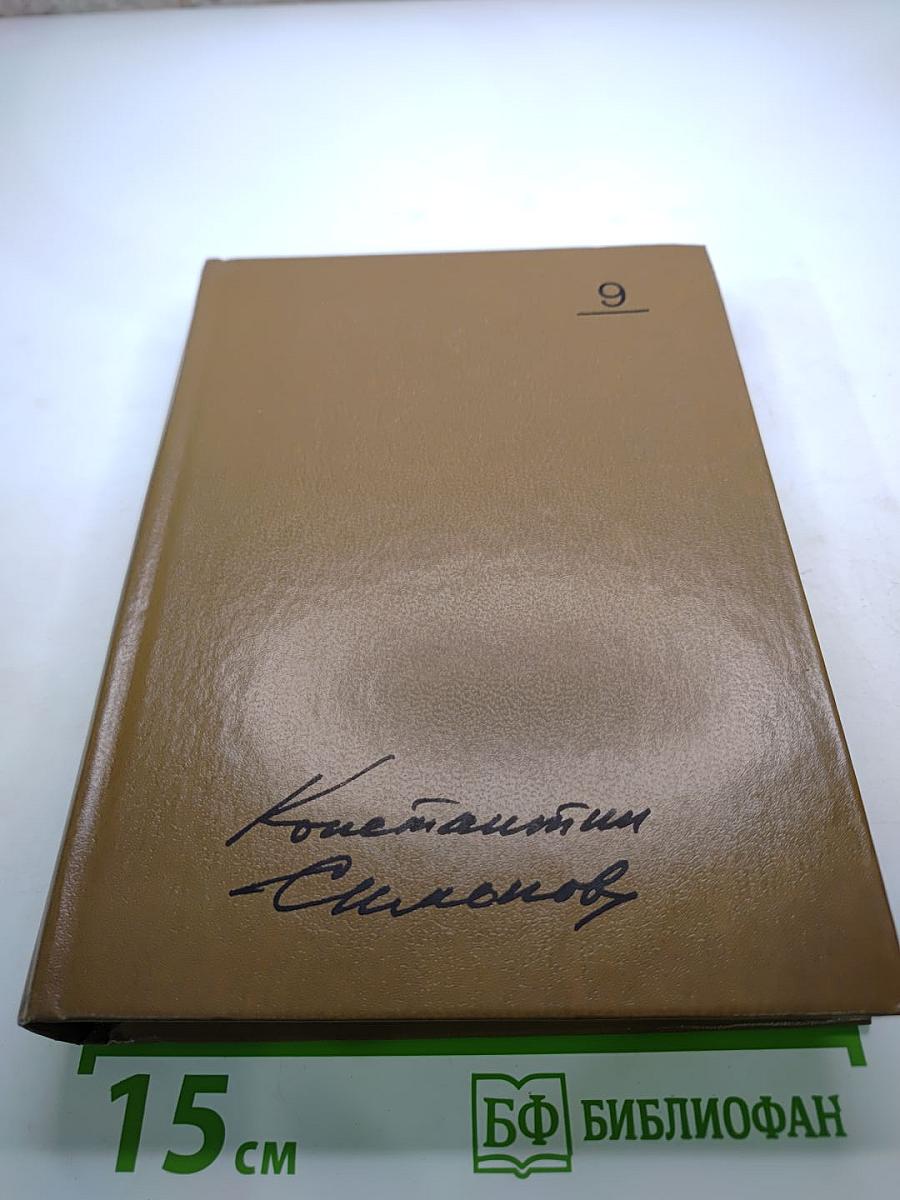 9
Константин
Симонов
15 см
БФ БИБЛИОФАН